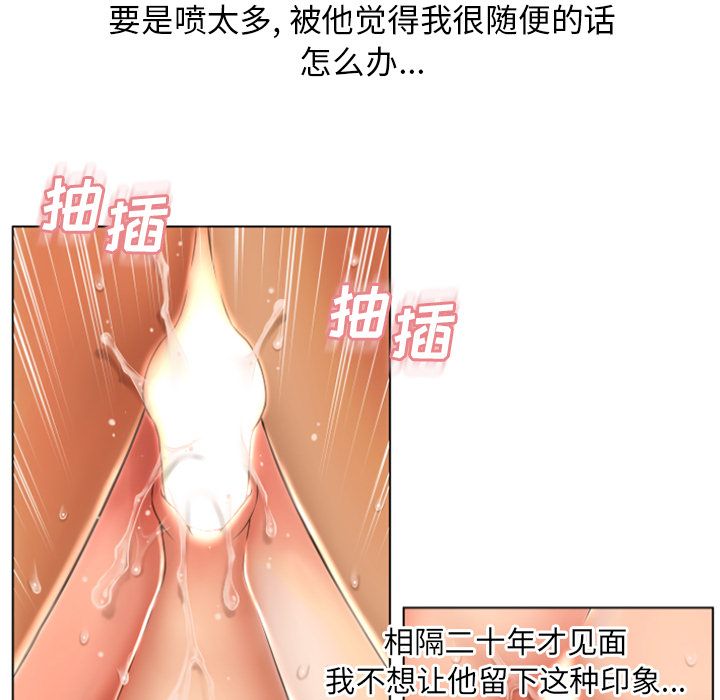 要是喷太多, 被他觉得我很随便的话
怎么办...
抽插
抽插
相隔二十年才见面
我不想让他留下这种印象...